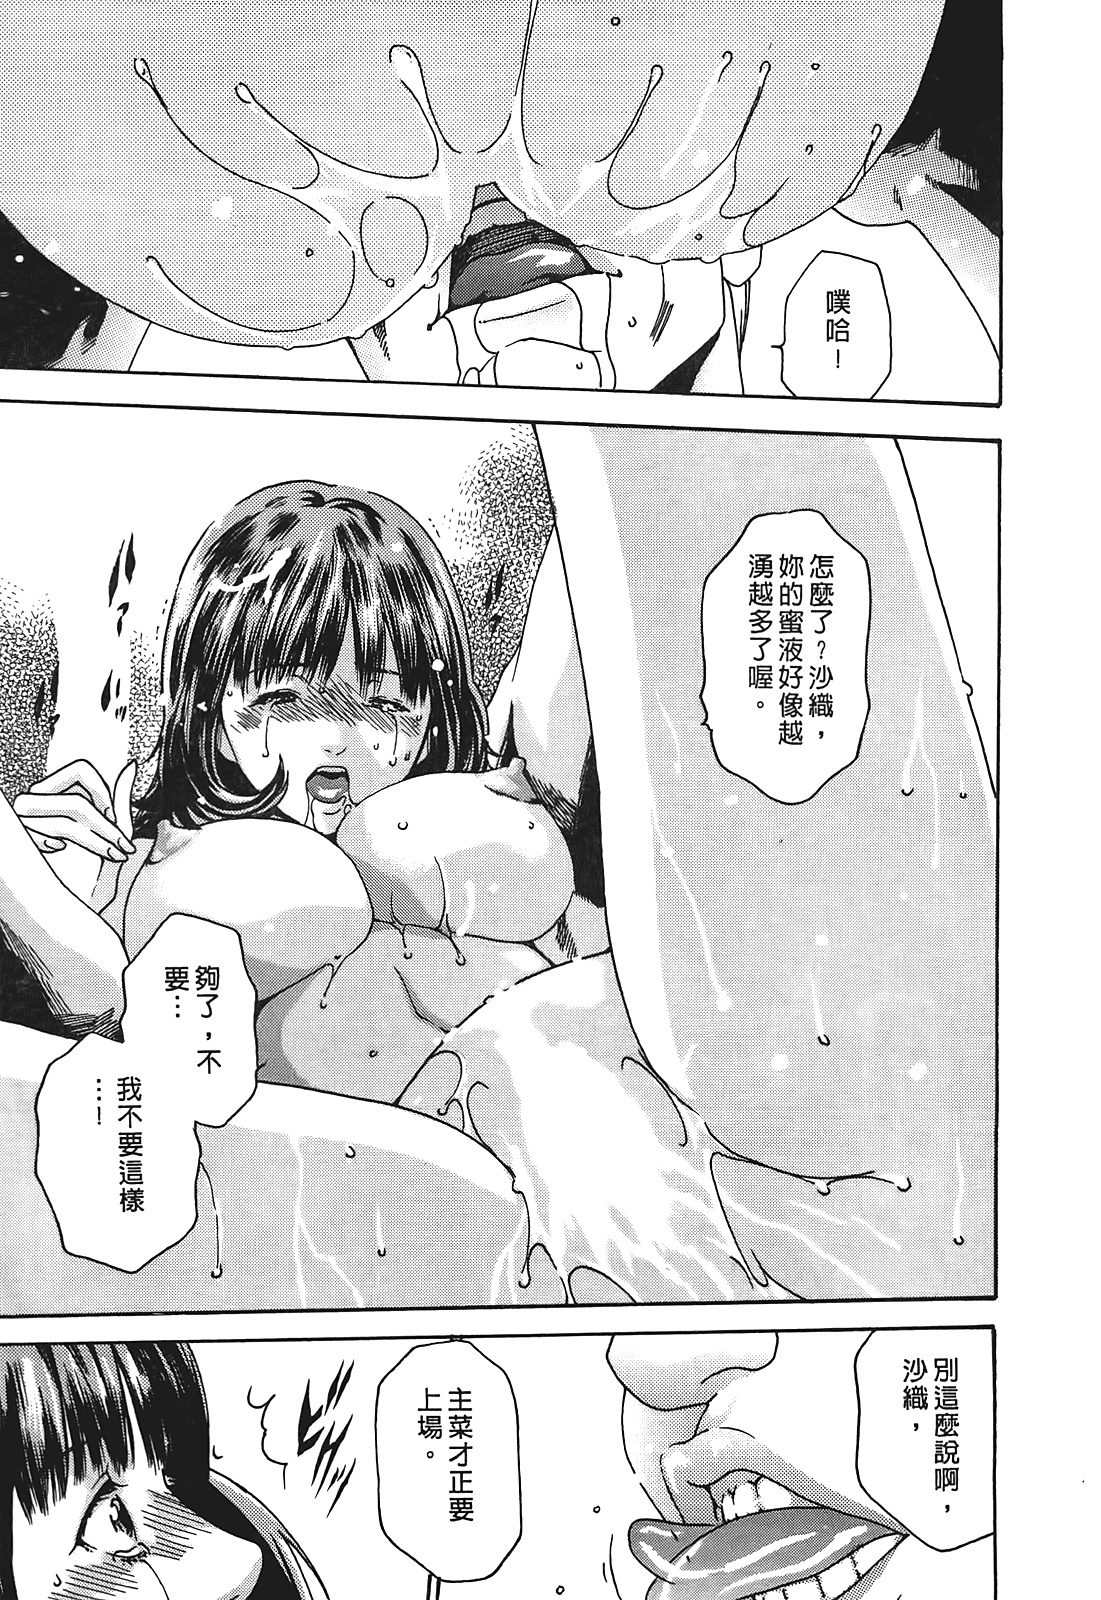 噗哈！
怎麼了？沙織，
妳的蜜液好像越
湧越多了喔。
夠了，不
要…
我不要這樣
…！
別這麼說啊，
沙織，
主菜才正要
上場。